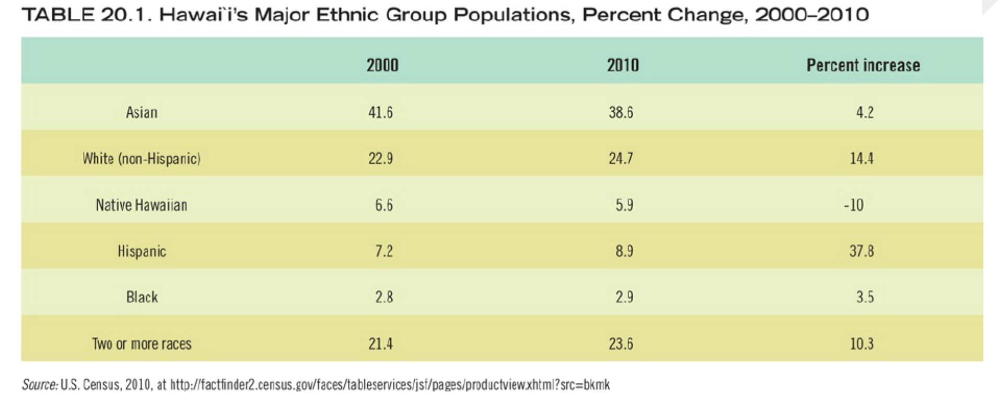 TABLE 20.1. Hawai`i's Major Ethnic Group Populations, Percent Change, 2000–2010
2000 2010 Percent increase
Asian 41.6 38.6 4.2
White (non-Hispanic) 22.9 24.7 14.4
Native Hawaiian 6.6 5.9 -10
Hispanic 7.2 8.9 37.8
Black 2.8 2.9 3.5
Two or more races 21.4 23.6 10.3
Source: U.S. Census, 2010, at http://factfinder2.census.gov/faces/tableservices/jsf/pages/productview.xhtml?src=bkmk